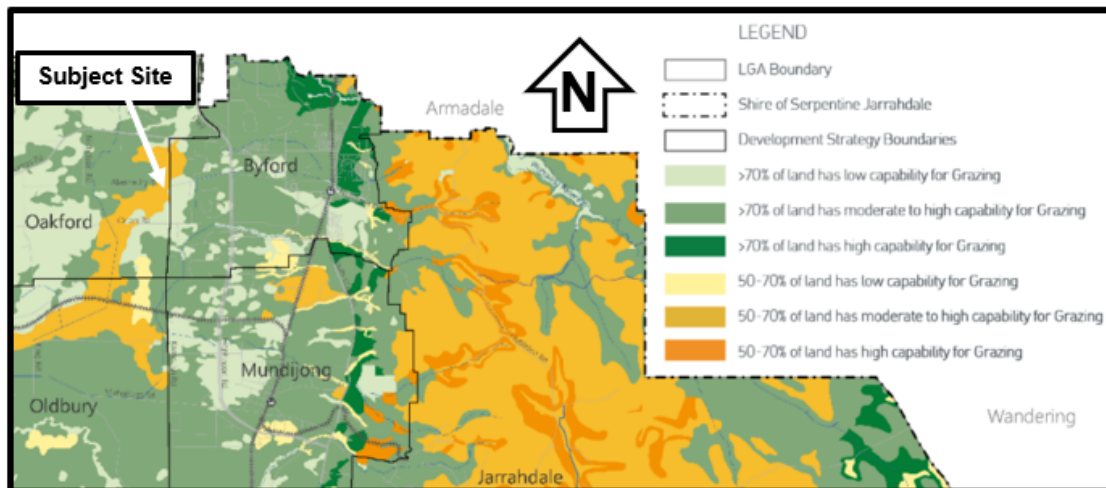 Subject Site
N
Armadale
Byford
Oakford
Mundijong
Oldbury
Jarrahdale
Wandering
LEGEND
LGA Boundary
Shire of Serpentine Jarrahdale
Development Strategy Boundaries
>70% of land has low capability for Grazing
>70% of land has moderate to high capability for Grazing
>70% of land has high capability for Grazing
50-70% of land has low capability for Grazing
50-70% of land has moderate to high capability for Grazing
50-70% of land has high capability for Grazing